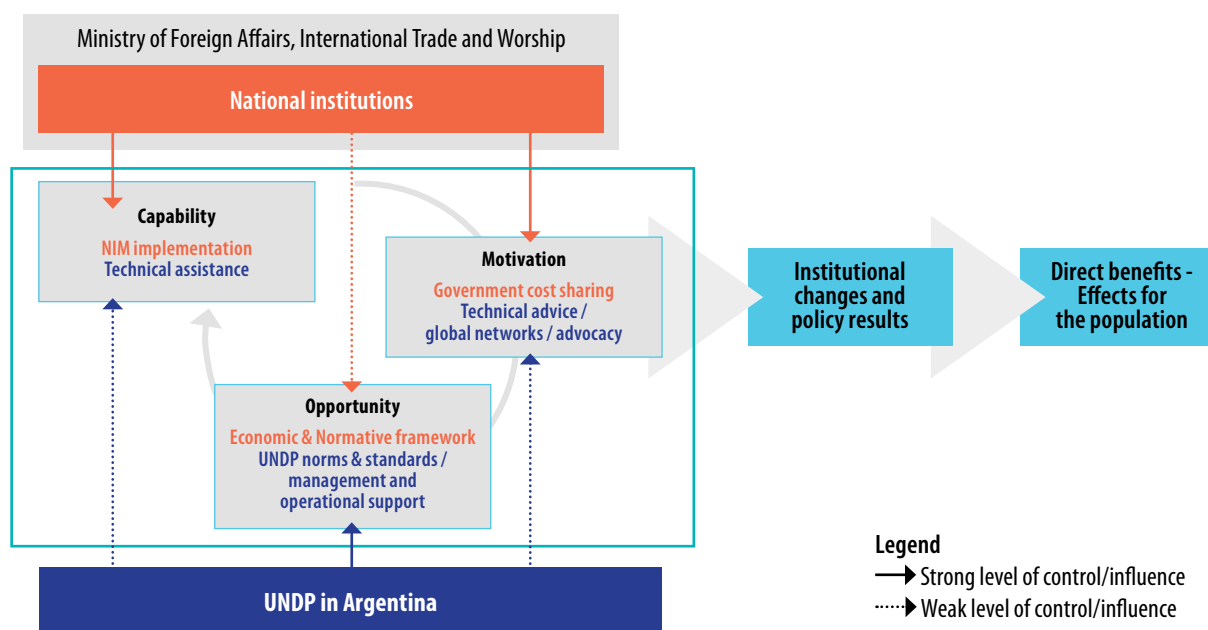 Ministry of Foreign Affairs, International Trade and Worship
National institutions
Capability
NIM implementation
Technical assistance
Motivation
Government cost sharing
Technical advice /
global networks / advocacy
Opportunity
Economic & Normative framework
UNDP norms & standards /
management and
operational support
UNDP in Argentina
Institutional
changes and
policy results
Direct benefits -
Effects for
the population
Legend
Strong level of control/influence
Weak level of control/influence